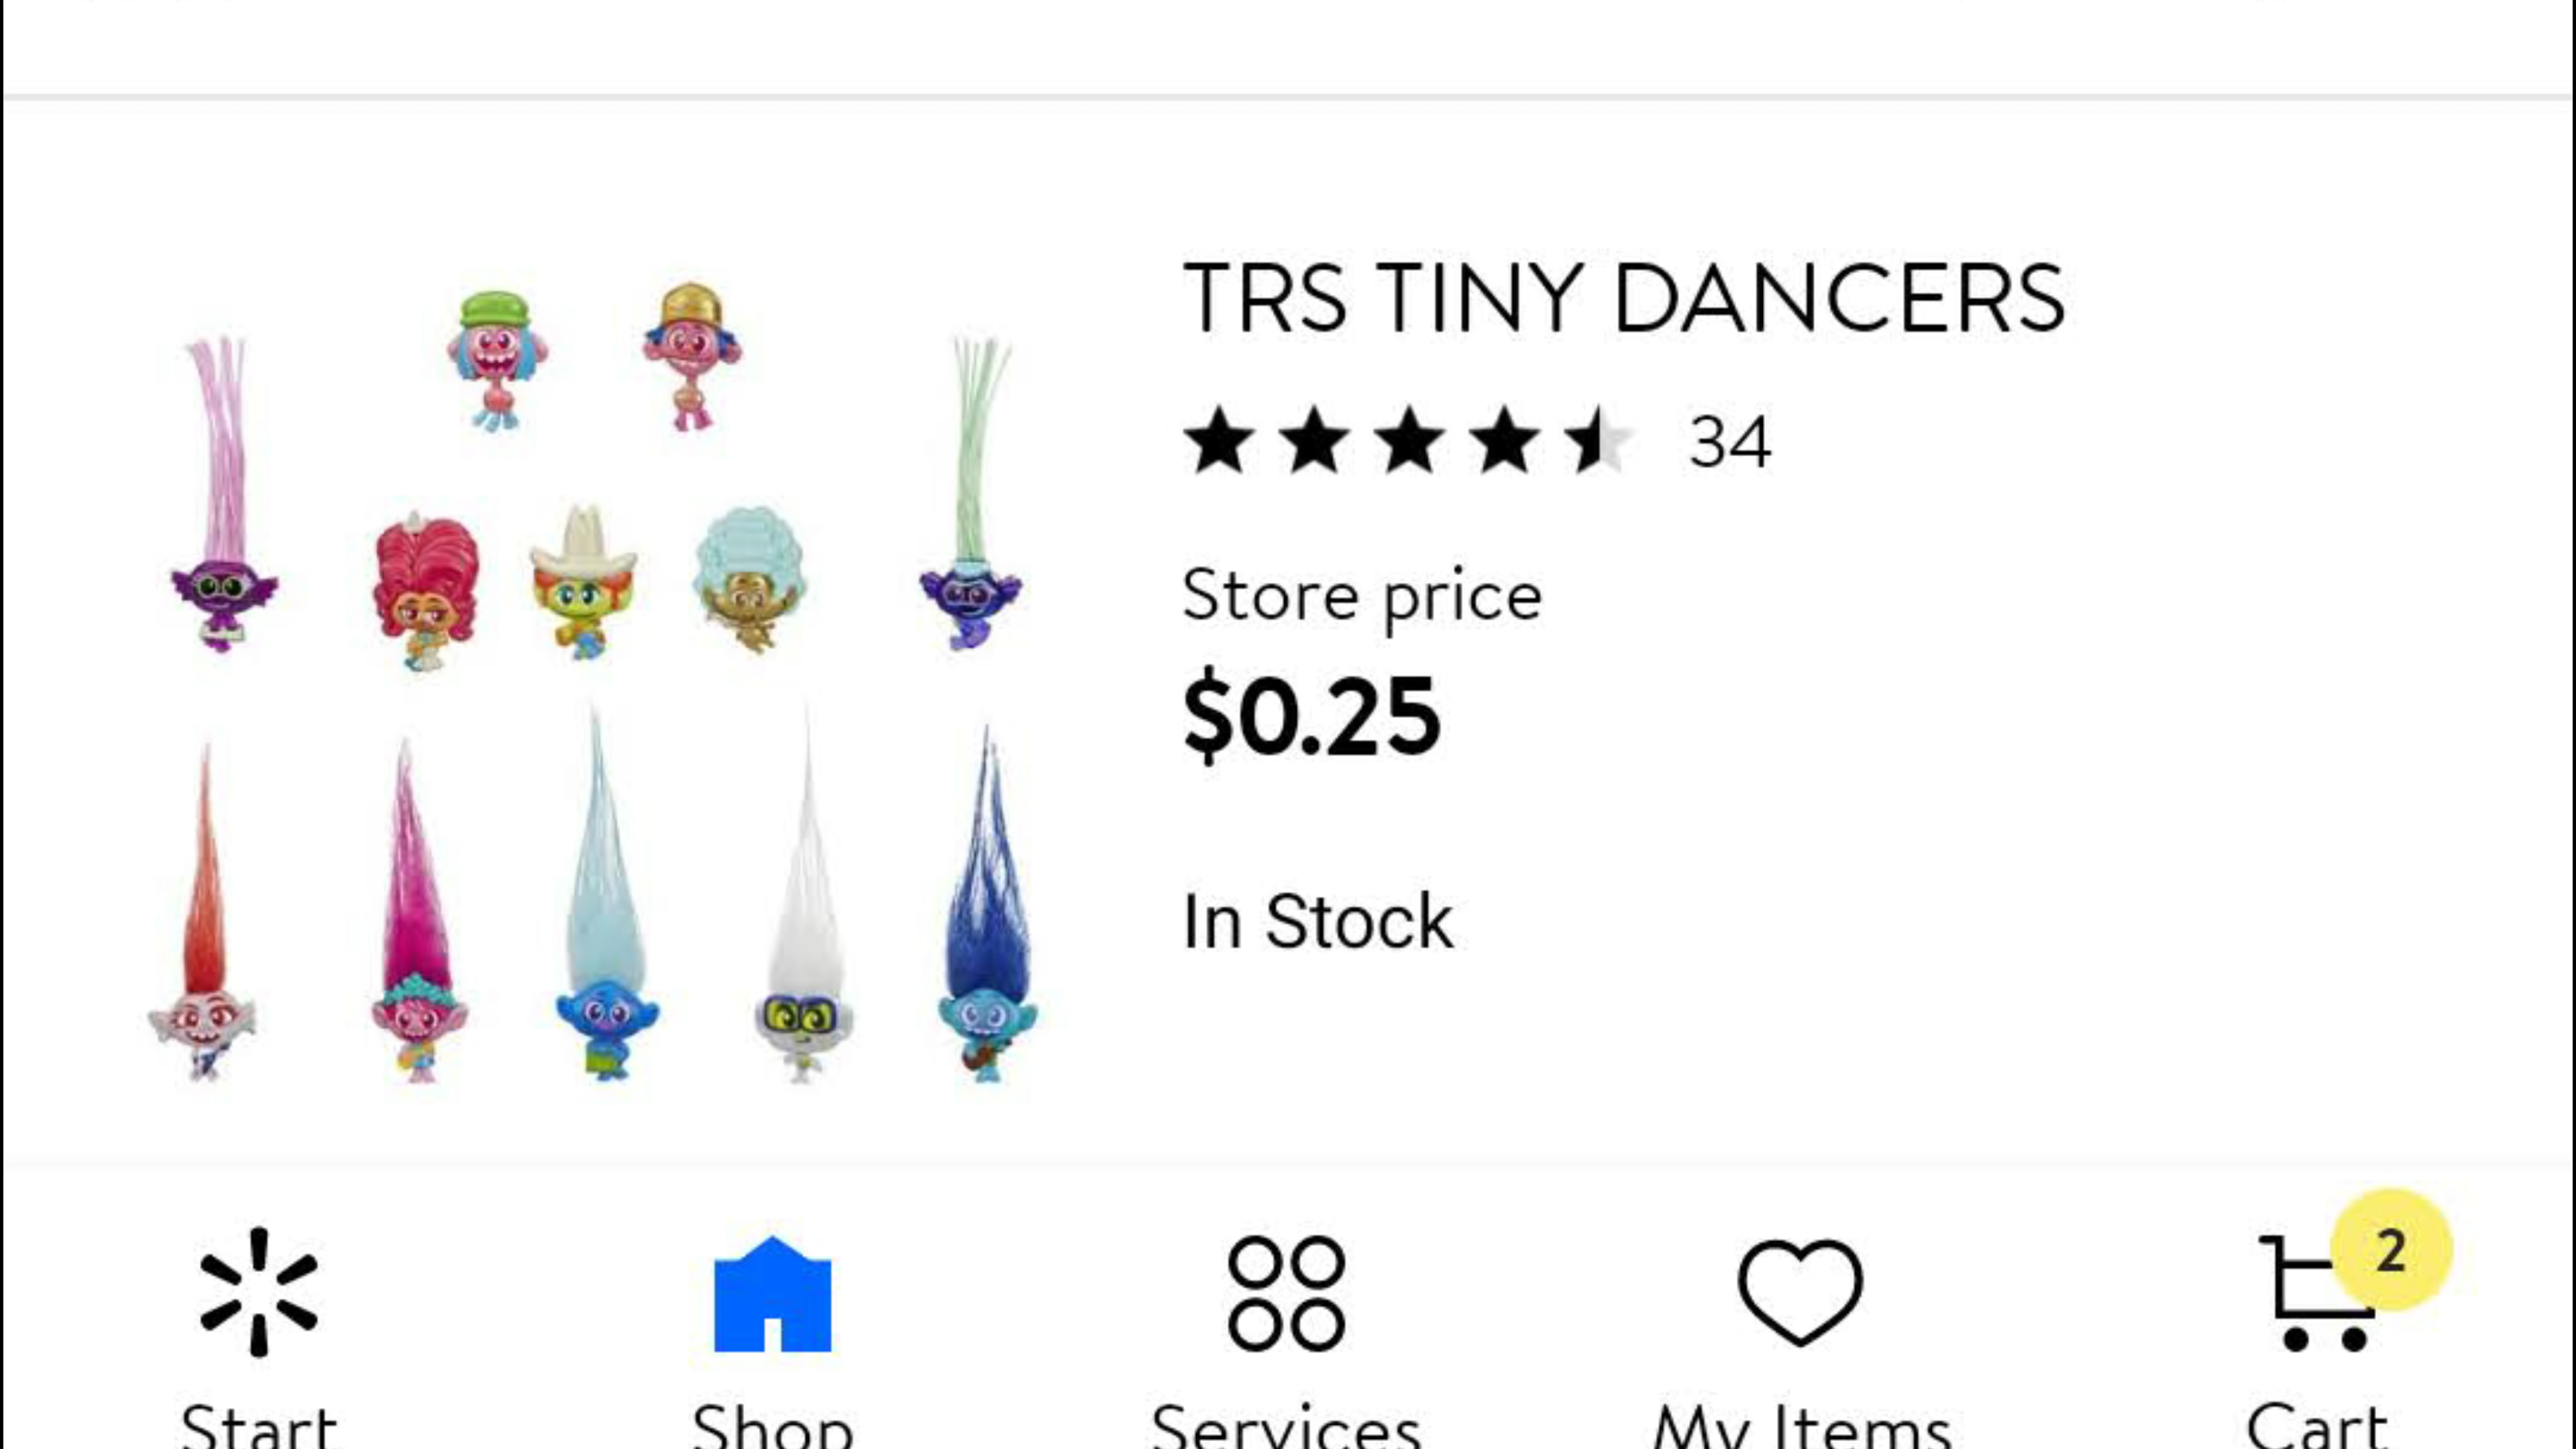 TRS TINY DANCERS
34
Store price
$0.25
In Stock
2
Start
Shop
Services
My Items
Cart